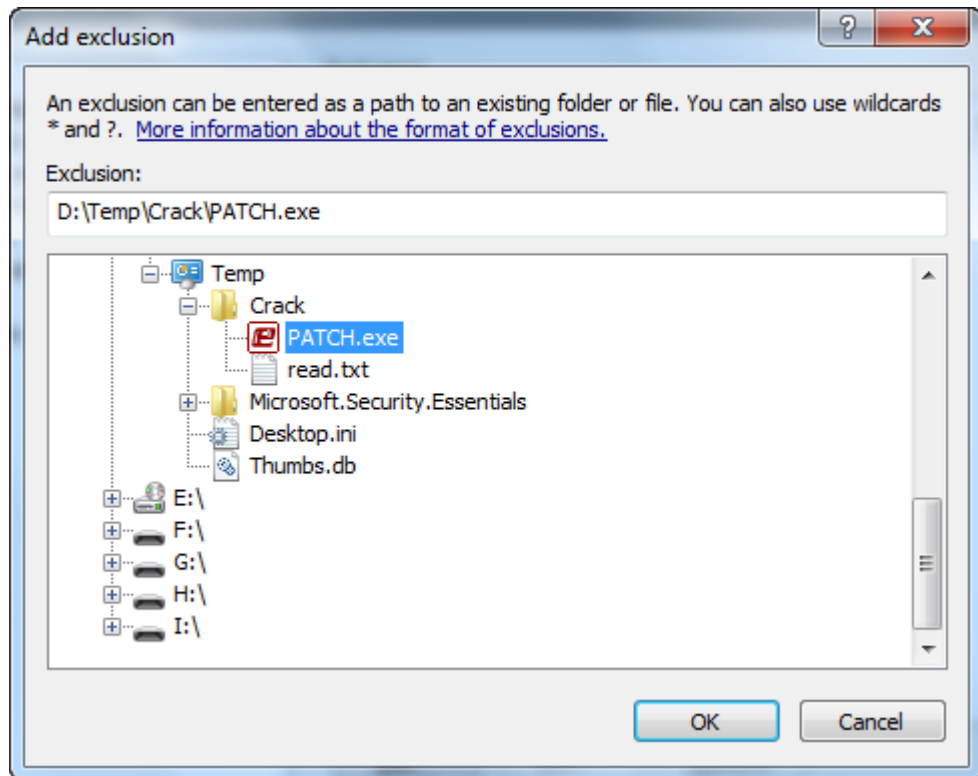 Add exclusion
An exclusion can be entered as a path to an existing folder or file. You can also use wildcards
* and ?. More information about the format of exclusions.
Exclusion:
D:\Temp\Crack\PATCH.exe
Temp
Crack
PATCH.exe
read.txt
Microsoft.Security.Essentials
Desktop.ini
Thumbs.db
E:\
F:\
G:\
H:\
I:\
OK Cancel